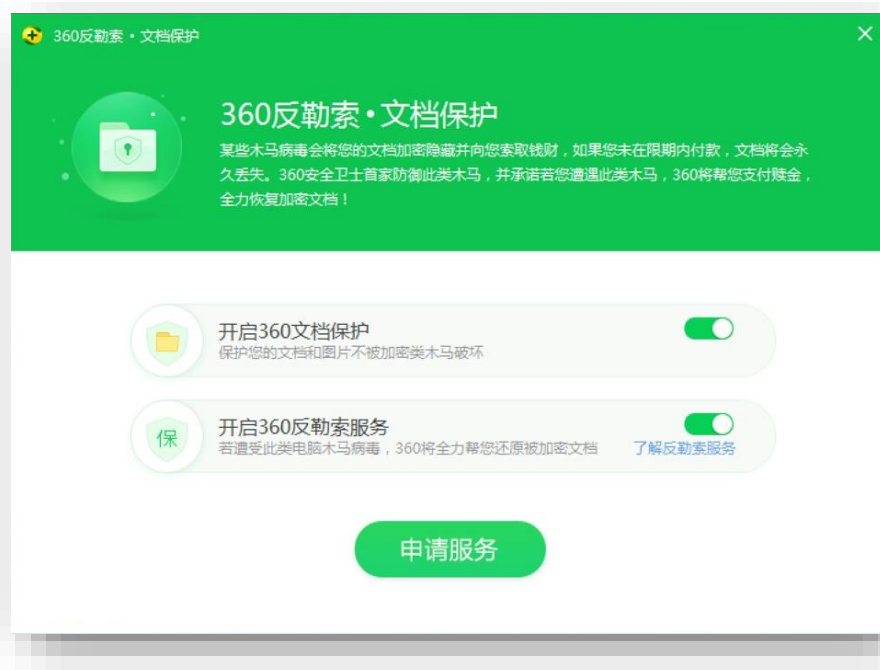 360反勒索·文档保护
360反勒索·文档保护
某些木马病毒会将您的文档加密隐藏并向您索取钱财，如果您未在限期内付款，文档将会永
久丢失。360安全卫士首家防御此类木马，并承诺若您遭遇此类木马，360将帮您支付赎金，
全力恢复加密文档！
开启360文档保护
保护您的文档和图片不被加密类木马破坏
保
开启360反勒索服务
若遭受此类电脑木马病毒，360将全力帮您还原被加密文档 了解反勒索服务
申请服务